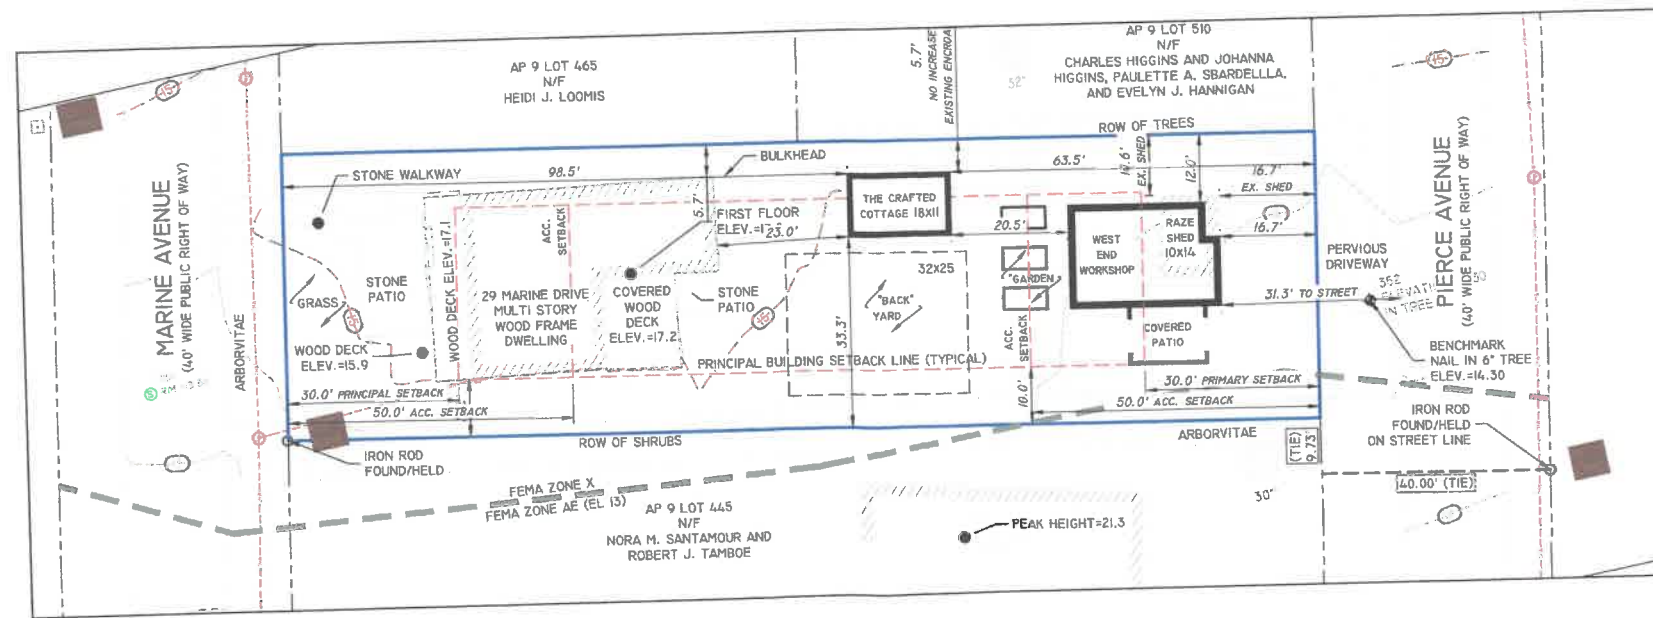 AP 9 LOT 465
N/F
HEIDI J. LOOMIS
5.7'
NO INCREASE
EXISTING ENCROA
AP 9 LOT 510
N/F
CHARLES HIGGINS AND JOHANNA
HIGGINS, PAULETTE A. SBARDELLLA,
AND EVELYN J. HANNIGAN
32"
15
15
MARINE AVENUE
(40' WIDE PUBLIC RIGHT OF WAY)
ARBORVITAE
ROW OF TREES
STONE WALKWAY
98.5'
BULKHEAD
63.5'
EX. SHED
12.0'
16.7'
EX. SHED
16.7'
5.7'
FIRST FLOOR
23.0'
THE CRAFTED
COTTAGE 18X11
20.5'
WEST
END
WORKSHOP
RAZE
SHED
10X14
ACC.
SETBACK
WOOD DECK ELEV.=17.1
GRASS
STONE
PATIO
29 MARINE DRIVE
MULTI STORY
WOOD FRAME
DWELLING
COVERED
WOOD
DECK
ELEV.=17.2
STONE
PATIO
15
15
32X25
"BACK"
YARD
33.3'
"GARDEN"
ACC.
SETBACK
10.0'
COVERED
PATIO
PERVIOUS
DRIVEWAY
31.3' TO STREET
IN TREE
PIERCE AVENUE
(40' WIDE PUBLIC RIGHT OF WAY)
WOOD DECK
ELEV.=15.9
PRINCIPAL BUILDING SETBACK LINE (TYPICAL)
BENCHMARK
NAIL IN 6" TREE
ELEV.=14.30
30.0' PRINCIPAL SETBACK
50.0' ACC. SETBACK
30.0' PRIMARY SETBACK
50.0' ACC. SETBACK
IRON ROD
FOUND/HELD
ON STREET LINE
ROW OF SHRUBS
ARBORVITAE
(TIE)
9.73'
IRON ROD
FOUND/HELD
40.00' (TIE)
FEMA ZONE X
FEMA ZONE AE (EL 13)
AP 9 LOT 445
N/F
NORA M. SANTAMOUR AND
ROBERT J. TAMBOE
PEAK HEIGHT=21.3
30"